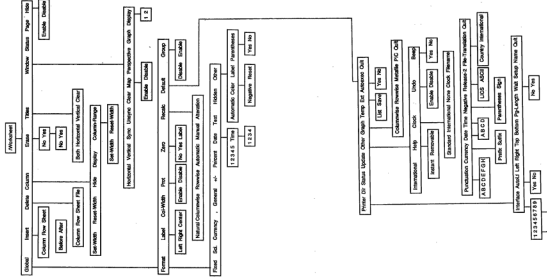 /Worksheet
Global Insert Delete Column Erase Titles Window Status Page Hide
Enable Disable
Column Row Sheet
Before After
Column Row Sheet File
Set-Width Reset-Width Hide Display Column-Range
Set-Width Reset-Width
No Yes
No Yes
Both Horizontal Vertical Clear
Horizontal Vertical Sync Unsync Clear Map Perspective Graph Display
Enable Disable
1 2
Format Label Col-Width Prot Zero Recalc Default Group
Left Right Center
Enable Disable
No Yes Label
Natural Columnwise Rowwise Automatic Manual Iteration
Disable Enable
Fixed Sci Currency , General +/- Percent Date Text Hidden Other
1 2 3 4 5 Time
1 2 3 4
Automatic Color Label Parentheses
Negative Reset
Yes No
Printer Dir Status Update Other Graph Temp Ext Autoexec Quit
List Save
Yes No
Columnwise Rowwise Metafile PIC Quit
International Help Clock Undo Beep
Instant Removable
Enable Disable
Yes No
Standard International None Clock Filename
Punctuation Currency Date Time Negative Release-2 File-Translation Quit
A B C D E F G H
A B C D
LICS ASCII
Country International
Prefix Suffix
Parentheses Sign
Interface AutoLf Left Right Top Bottom Pg-Length Wait Setup Name Quit
1 2 3 4 5 6 7 8 9
Yes No
No Yes